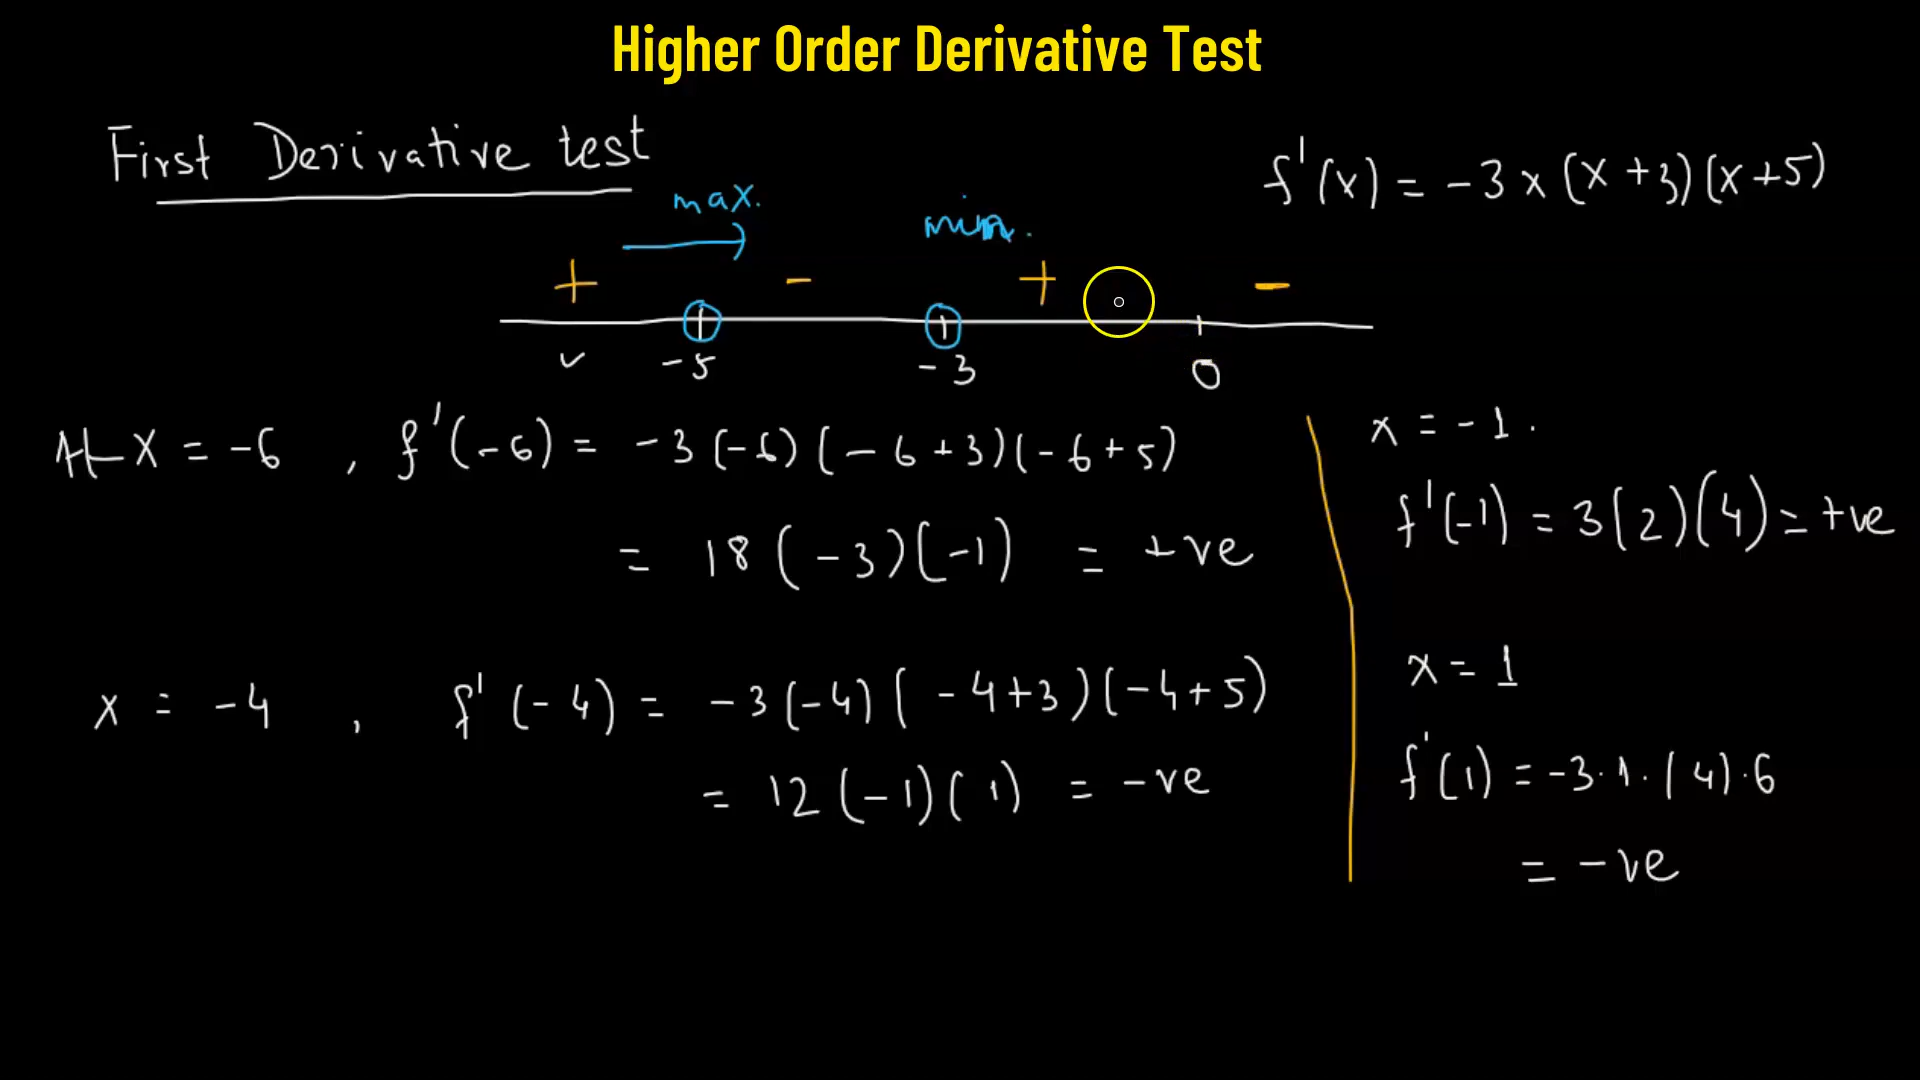 Higher Order Derivative Test
First Derivative test
f'(x) = -3x(x+3)(x+5)
max. min.
+ - + -
✓ -5 -3 0
At x = -6 , f'(-6) = -3(-6)(-6+3)(-6+5)
= 18(-3)(-1) = +ve
x = -4 , f'(-4) = -3(-4)(-4+3)(-4+5)
= 12(-1)(1) = -ve
x = -1.
f'(-1) = 3(2)(4) = +ve
x = 1
f'(1) = -3·1·(4)·6
= -ve